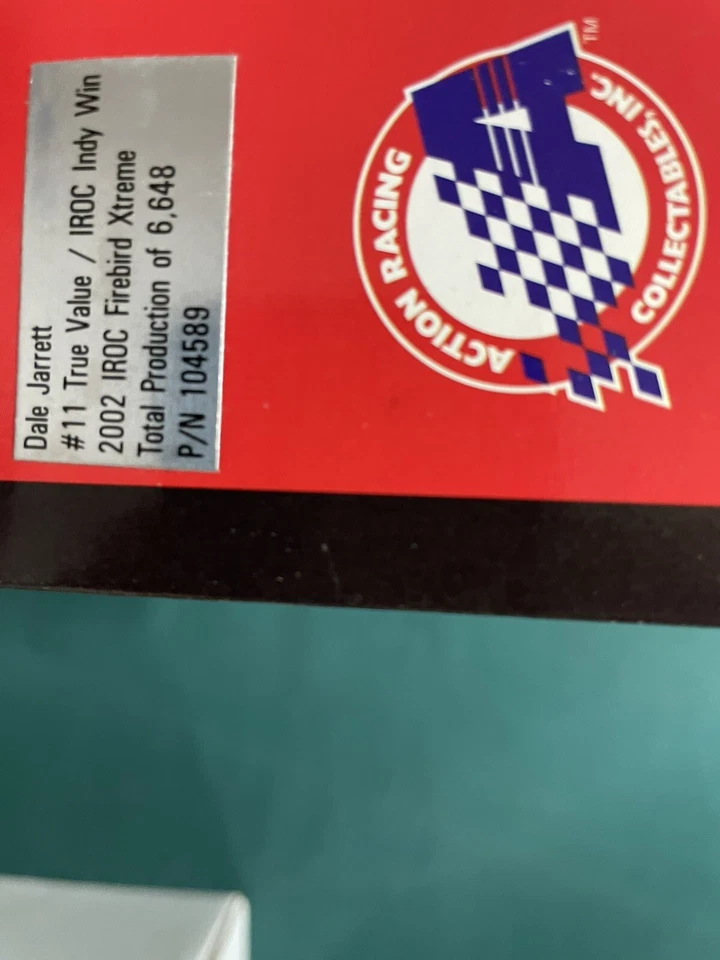 Dale Jarrett
#11 True Value / IROC Indy Win
2002 IROC Firebird Xtreme
Total Production of 6,648
P/N 104589
ACTION RACING
COLLECTABLES, INC.
TM